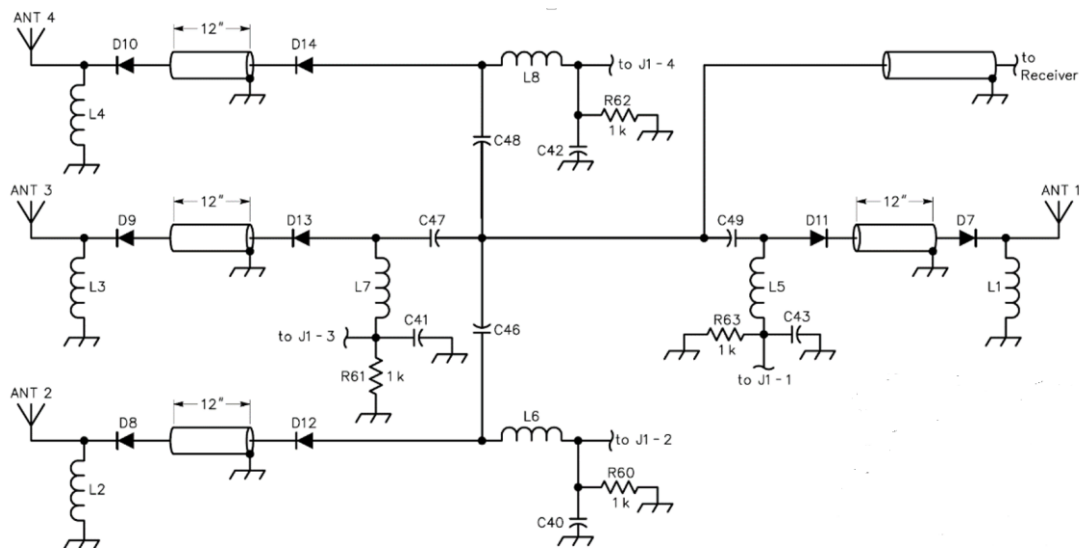 ANT 4
D10
12"
D14
L8
to J1-4
to
Receiver
L4
R62
1 k
C42
C48
ANT 3
D9
12"
D13
C47
C49
D11
12"
D7
ANT 1
L3
L7
L5
L1
to J1-3
C41
C46
R63
1 k
C43
R61
1 k
to J1-1
ANT 2
D8
12"
D12
L6
to J1-2
L2
R60
1 k
C40